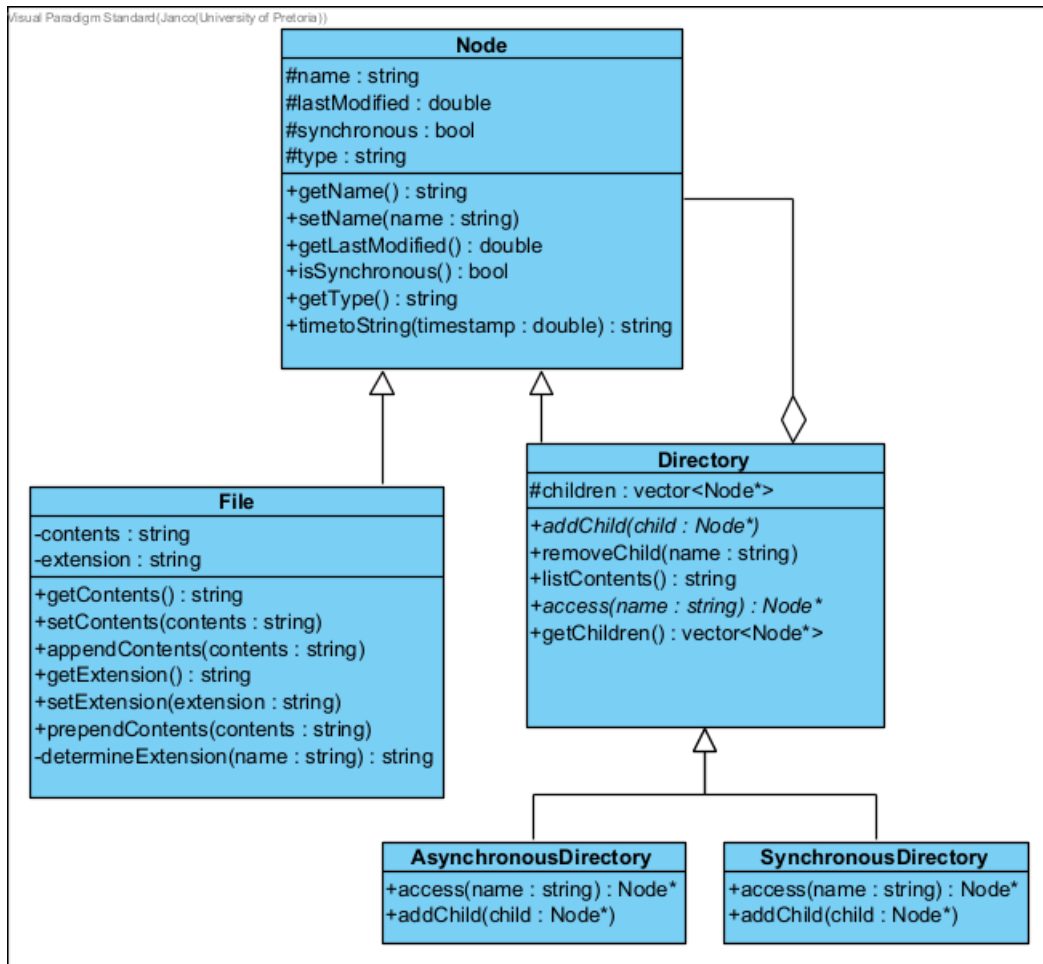 Visual Paradigm Standard(Janco(University of Pretoria))
Node
#name : string
#lastModified : double
#synchronous : bool
#type : string
+getName() : string
+setName(name : string)
+getLastModified() : double
+isSynchronous() : bool
+getType() : string
+timetoString(timestamp : double) : string
File
-contents : string
-extension : string
+getContents() : string
+setContents(contents : string)
+appendContents(contents : string)
+getExtension() : string
+setExtension(extension : string)
+prependContents(contents : string)
-determineExtension(name : string) : string
Directory
#children : vector<Node*>
+addChild(child : Node*)
+removeChild(name : string)
+listContents() : string
+access(name : string) : Node*
+getChildren() : vector<Node*>
AsynchronousDirectory
+access(name : string) : Node*
+addChild(child : Node*)
SynchronousDirectory
+access(name : string) : Node*
+addChild(child : Node*)